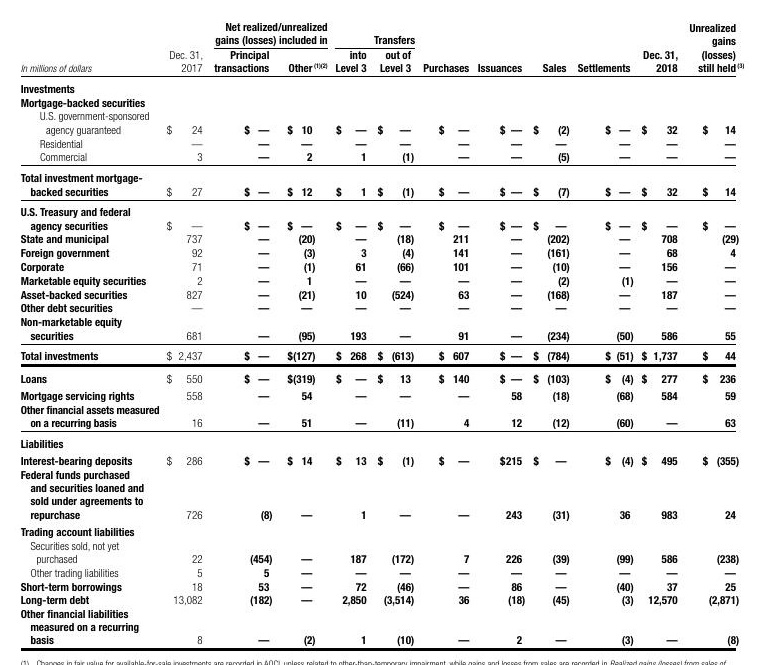 Net realized/unrealized Unrealized
gains (losses) included in Transfers gains
Dec. 31, Principal into out of Dec. 31, (losses)
In millions of dollars 2017 transactions Other (1)(2) Level 3 Level 3 Purchases Issuances Sales Settlements 2018 still held (3)
Investments
Mortgage-backed securities
U.S. government-sponsored
agency guaranteed $ 24 $ — $ 10 $ — $ — $ — $ — $ (2) $ — $ 32 $ 14
Residential — — — — — — — — — — —
Commercial 3 — 2 1 (1) — — (5) — — —
Total investment mortgage-
backed securities $ 27 $ — $ 12 $ 1 $ (1) $ — $ — $ (7) $ — $ 32 $ 14
U.S. Treasury and federal
agency securities $ — $ — $ — $ — $ — $ — $ — $ — $ — $ — $ —
State and municipal 737 — (20) — (18) 211 — (202) — 708 (29)
Foreign government 92 — (3) 3 (4) 141 — (161) — 68 4
Corporate 71 — (1) 61 (66) 101 — (10) — 156 —
Marketable equity securities 2 — 1 — — — — (2) (1) — —
Asset-backed securities 827 — (21) 10 (524) 63 — (168) — 187 —
Other debt securities — — — — — — — — — — —
Non-marketable equity
securities 681 — (95) 193 — 91 — (234) (50) 586 55
Total investments $ 2,437 $ — $(127) $ 268 $ (613) $ 607 $ — $ (784) $ (51) $ 1,737 $ 44
Loans $ 550 $ — $(319) $ — $ 13 $ 140 $ — $ (103) $ (4) $ 277 $ 236
Mortgage servicing rights 558 — 54 — — — 58 (18) (68) 584 59
Other financial assets measured
on a recurring basis 16 — 51 — (11) 4 12 (12) (60) — 63
Liabilities
Interest-bearing deposits $ 286 $ — $ 14 $ 13 $ (1) $ — $215 $ — $ (4) $ 495 $ (355)
Federal funds purchased
and securities loaned and
sold under agreements to
repurchase 726 (8) — 1 — — 243 (31) 36 983 24
Trading account liabilities
Securities sold, not yet
purchased 22 (454) — 187 (172) 7 226 (39) (99) 586 (238)
Other trading liabilities 5 5 — — — — — — — — —
Short-term borrowings 18 53 — 72 (46) — 86 — (40) 37 25
Long-term debt 13,082 (182) — 2,850 (3,514) 36 (18) (45) (3) 12,570 (2,871)
Other financial liabilities
measured on a recurring
basis 8 — (2) 1 (10) — 2 — (3) — (8)
(1) Changes in fair value for available-for-sale investments are recorded in AOCI, unless related to other-than-temporary impairment, while gains and losses from sales are recorded in Realized gains (losses) from sales of